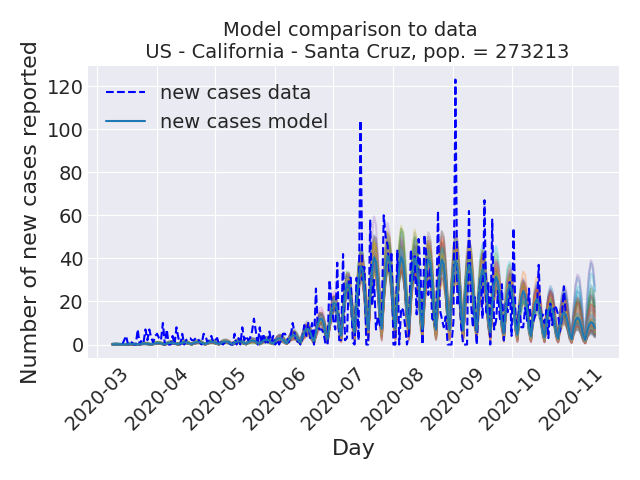 Model comparison to data
US - California - Santa Cruz, pop. = 273213
Number of new cases reported
120
100
80
60
40
20
0
new cases data
new cases model
2020-03
2020-04
2020-05
2020-06
2020-07
2020-08
2020-09
2020-10
2020-11
Day